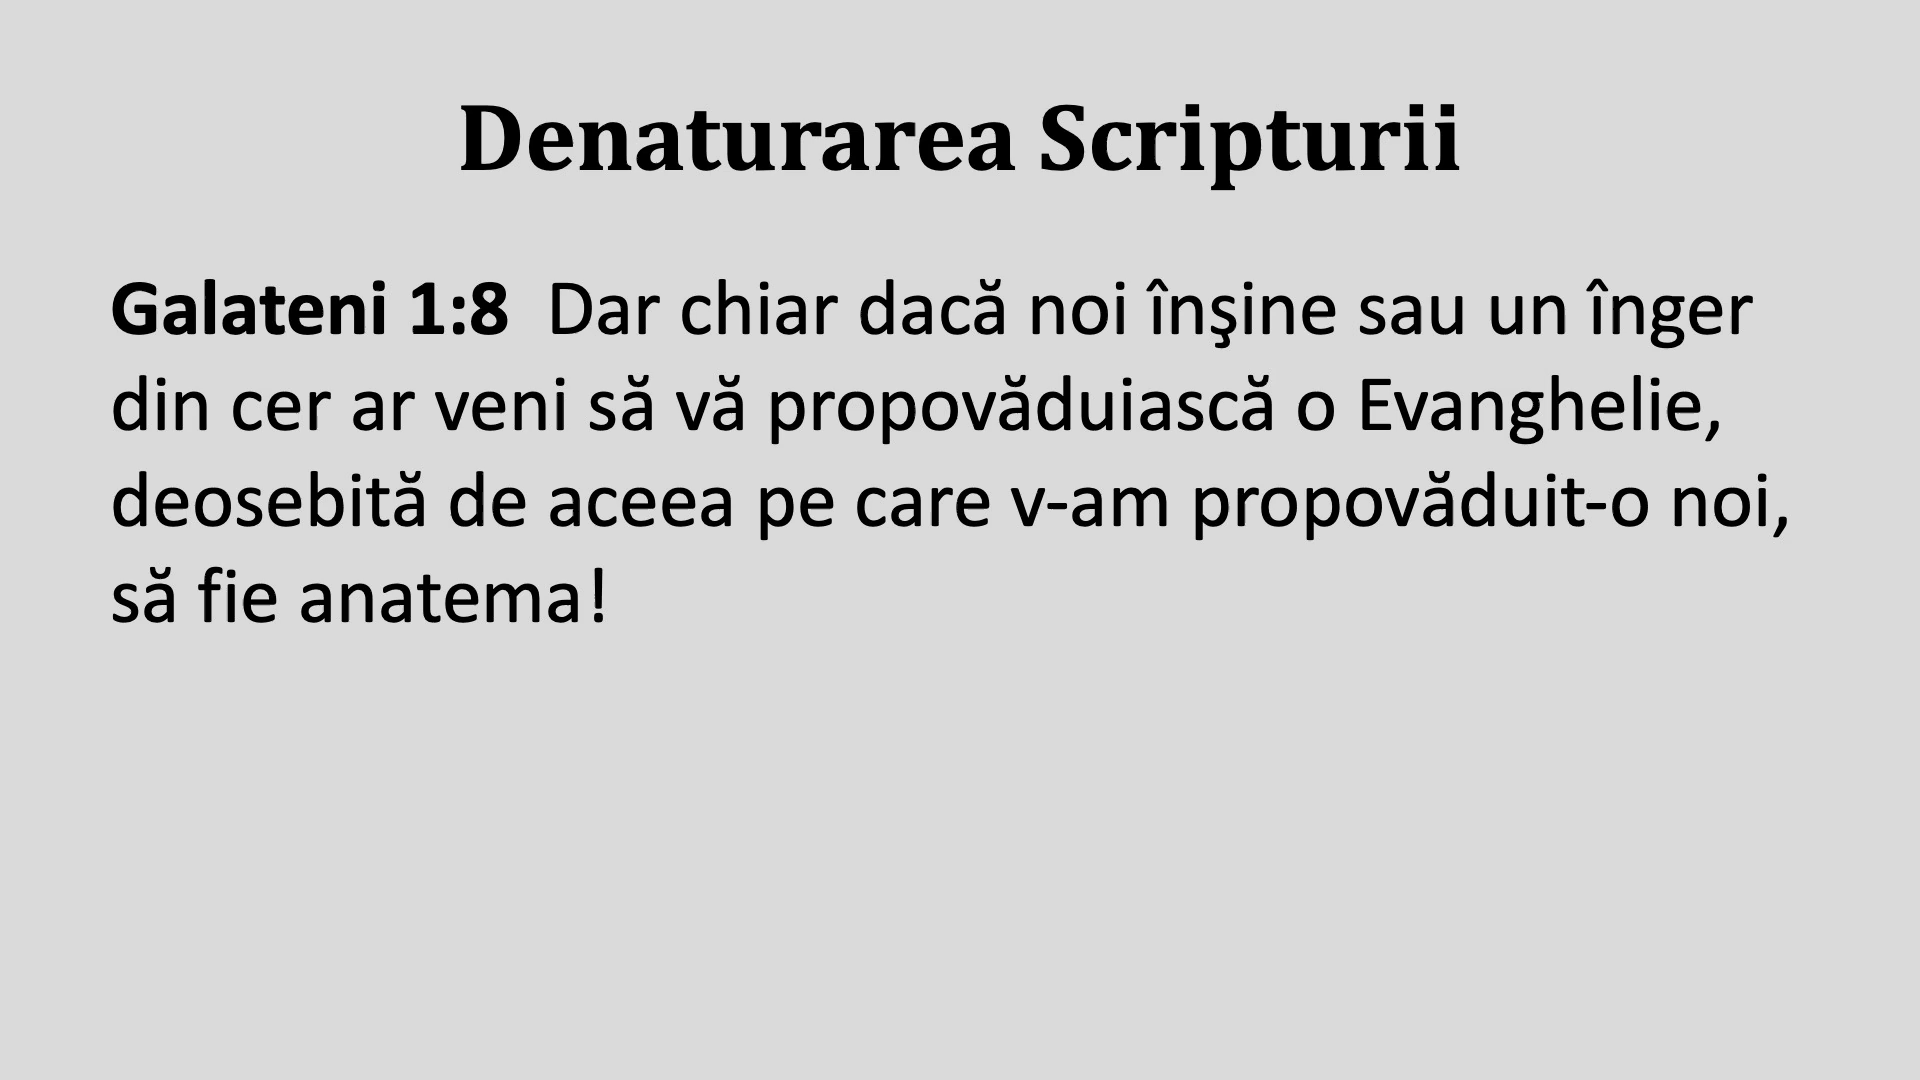 Denaturarea Scripturii
Galateni 1:8  Dar chiar dacă noi înşine sau un înger
din cer ar veni să vă propovăduiască o Evanghelie,
deosebită de aceea pe care v-am propovăduit-o noi,
să fie anatema!